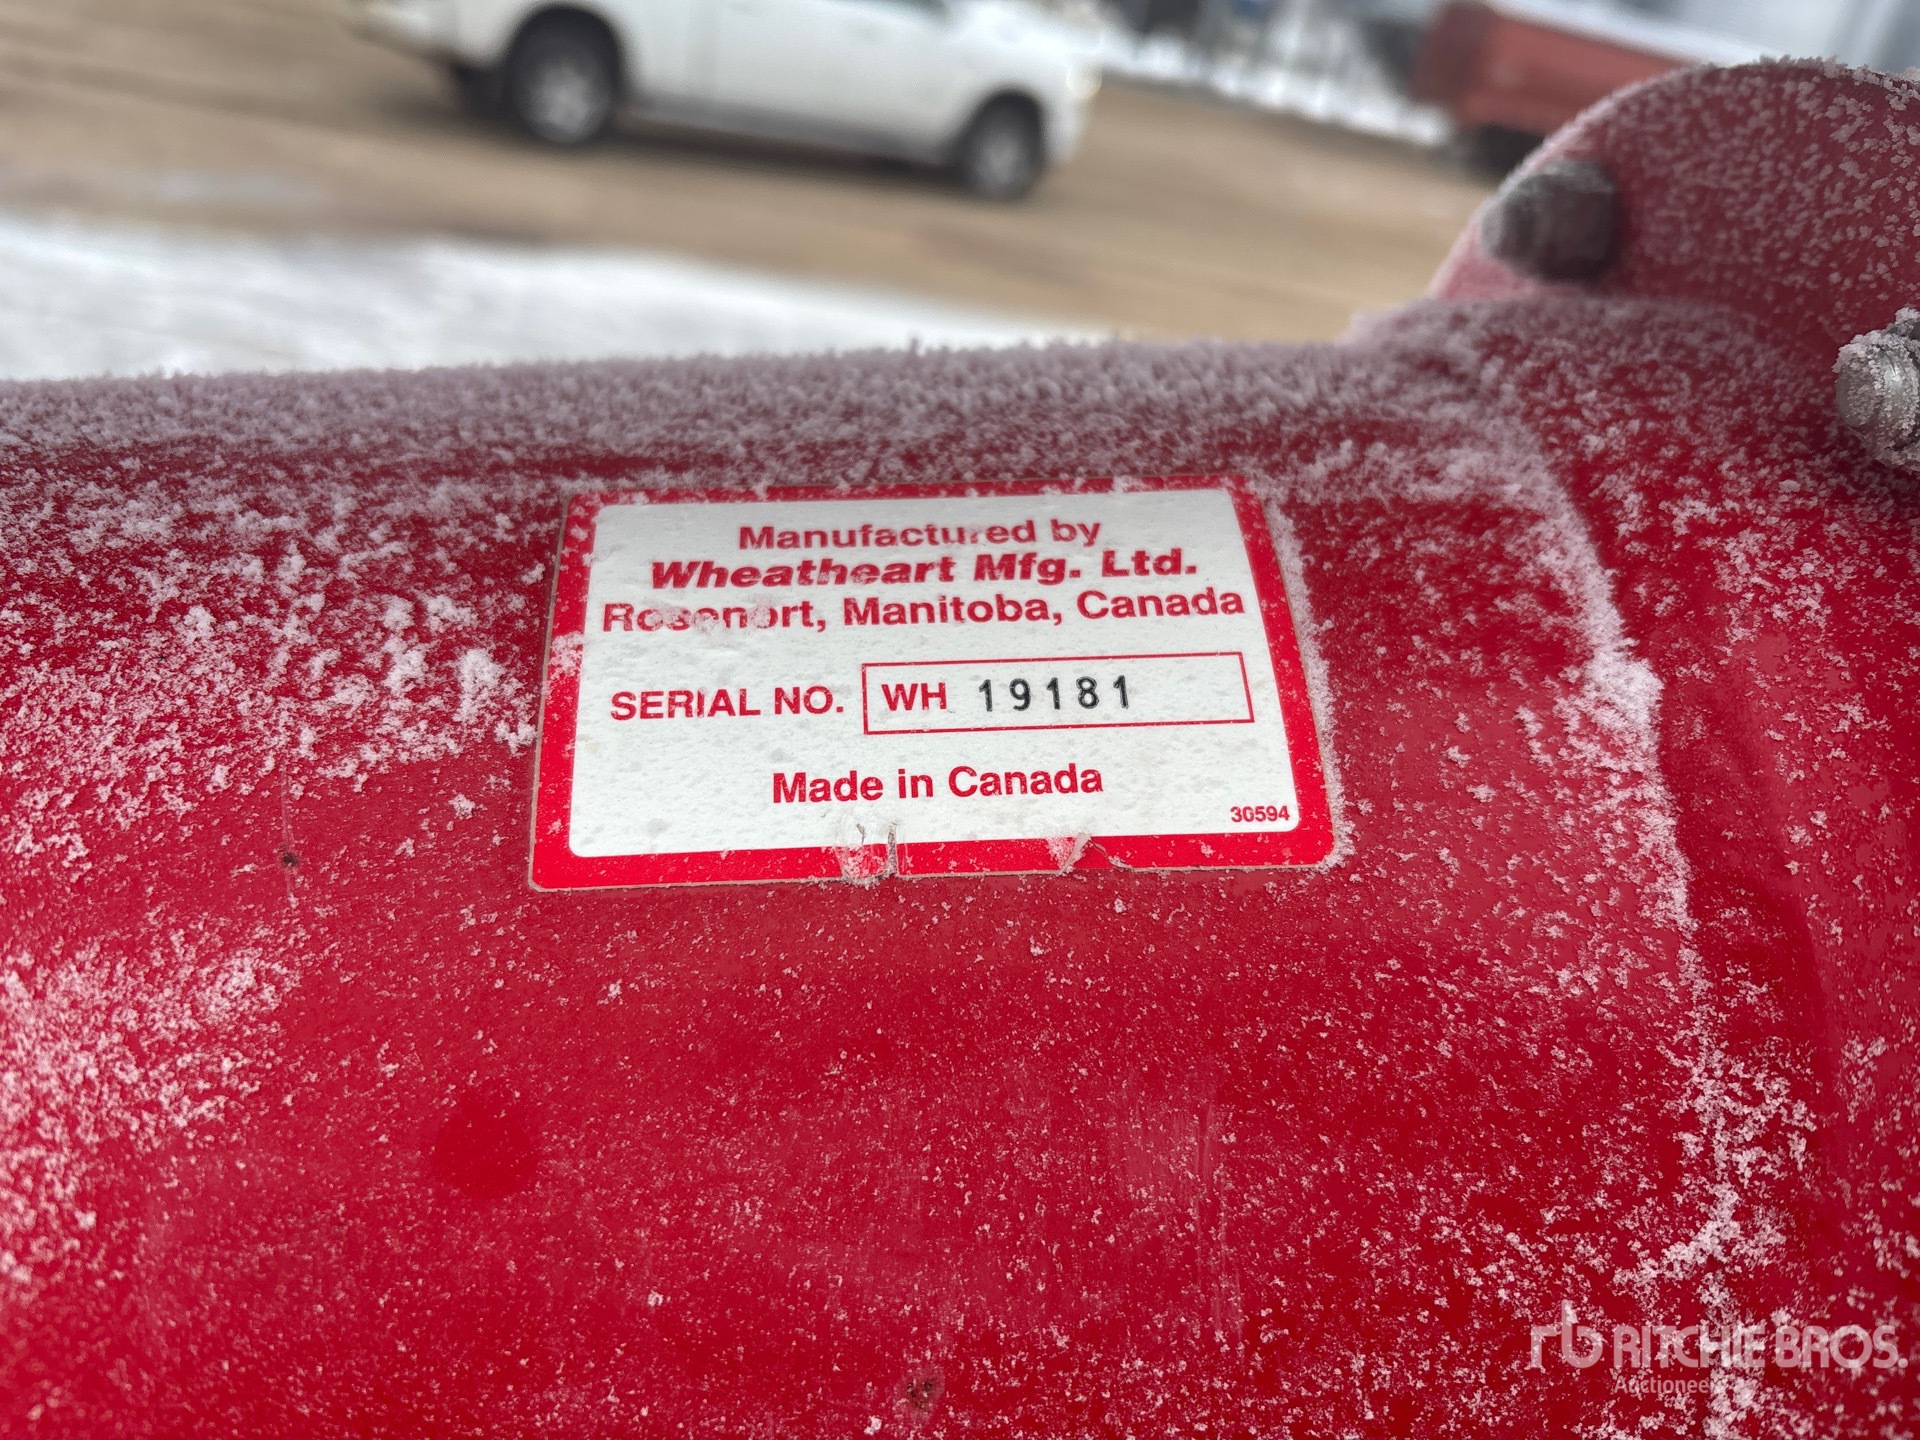 Manufactured by
Wheatheart Mfg. Ltd.
Rosenort, Manitoba, Canada
SERIAL NO. WH 19181
Made in Canada
30594
rb RITCHIE BROS.
Auctioneers